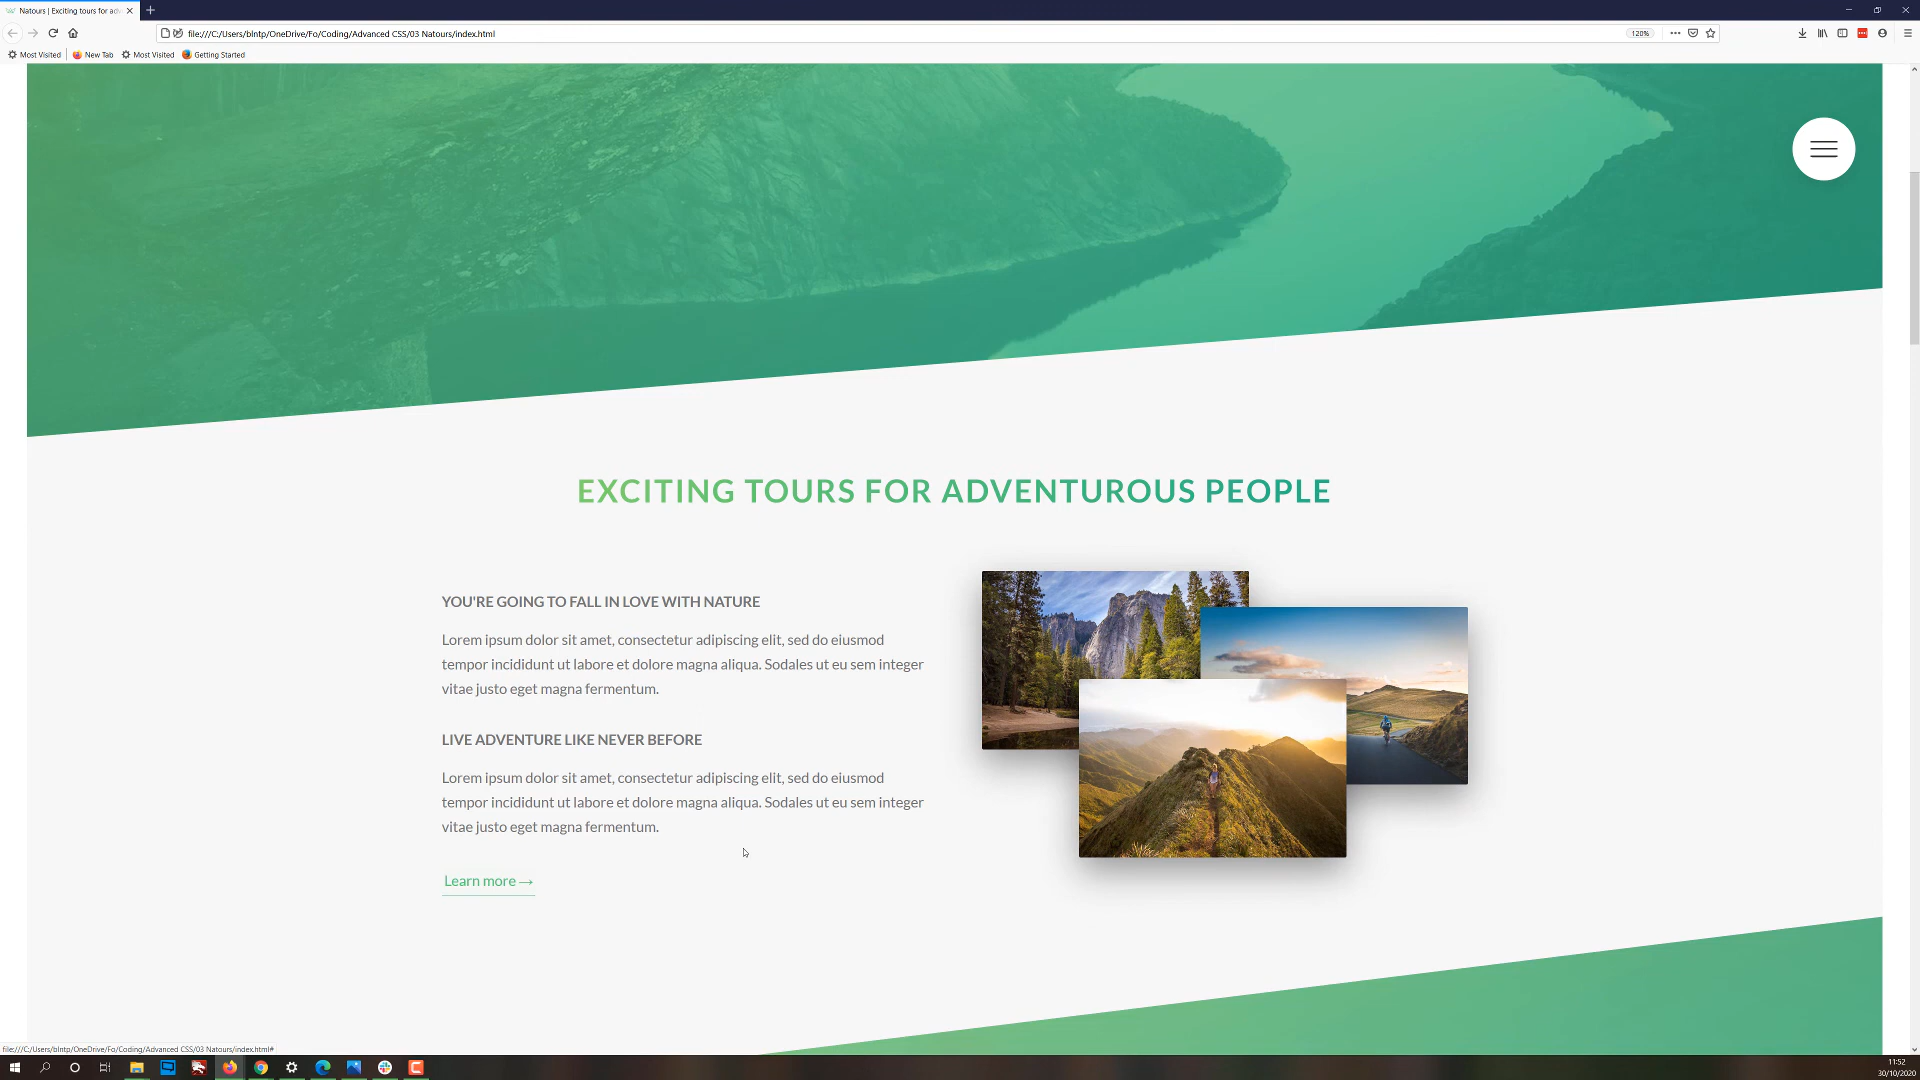 Natours | Exciting tours for ad
file:///C:/Users/blntp/OneDrive/Fo/Coding/Advanced CSS/03 Natours/index.html
120%
Most Visited
New Tab
Most Visited
Getting Started
EXCITING TOURS FOR ADVENTUROUS PEOPLE
YOU'RE GOING TO FALL IN LOVE WITH NATURE
Lorem ipsum dolor sit amet, consectetur adipiscing elit, sed do eiusmod
tempor incididunt ut labore et dolore magna aliqua. Sodales ut eu sem integer
vitae justo eget magna fermentum.
LIVE ADVENTURE LIKE NEVER BEFORE
Lorem ipsum dolor sit amet, consectetur adipiscing elit, sed do eiusmod
tempor incididunt ut labore et dolore magna aliqua. Sodales ut eu sem integer
vitae justo eget magna fermentum.
Learn more →
file:///C:/Users/blntp/OneDrive/Fo/Coding/Advanced CSS/03 Natours/index.html#
11:52
30/10/2020